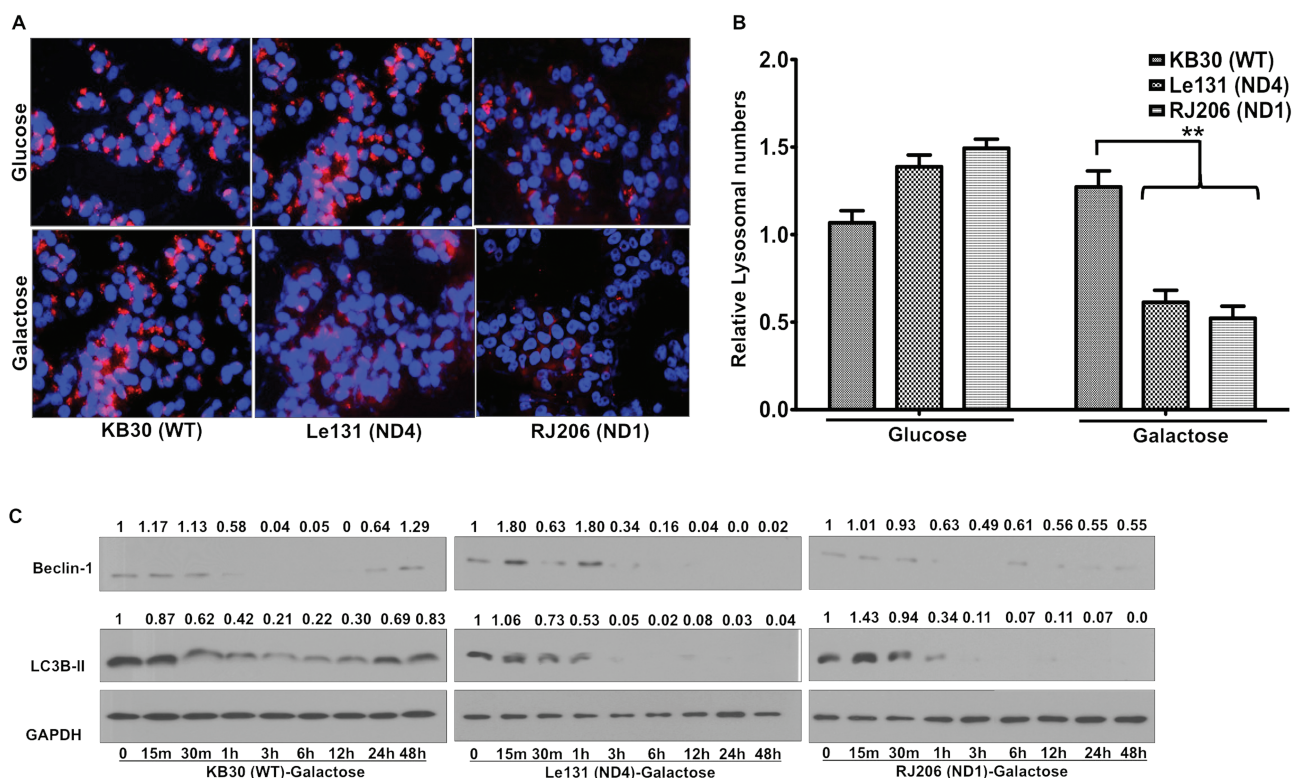 A
Glucose
Galactose
KB30 (WT) Le131 (ND4) RJ206 (ND1)
B
Relative Lysosomal numbers
2.0
1.5
1.0
0.5
0.0
KB30 (WT)
Le131 (ND4)
RJ206 (ND1)
**
Glucose Galactose
C
1 1.17 1.13 0.58 0.04 0.05 0 0.64 1.29 1 1.80 0.63 1.80 0.34 0.16 0.04 0.0 0.02 1 1.01 0.93 0.63 0.49 0.61 0.56 0.55 0.55
Beclin-1
1 0.87 0.62 0.42 0.21 0.22 0.30 0.69 0.83 1 1.06 0.73 0.53 0.05 0.02 0.08 0.03 0.04 1 1.43 0.94 0.34 0.11 0.07 0.11 0.07 0.0
LC3B-II
GAPDH
0 15m 30m 1h 3h 6h 12h 24h 48h 0 15m 30m 1h 3h 6h 12h 24h 48h 0 15m 30m 1h 3h 6h 12h 24h 48h
KB30 (WT)-Galactose Le131 (ND4)-Galactose RJ206 (ND1)-Galactose